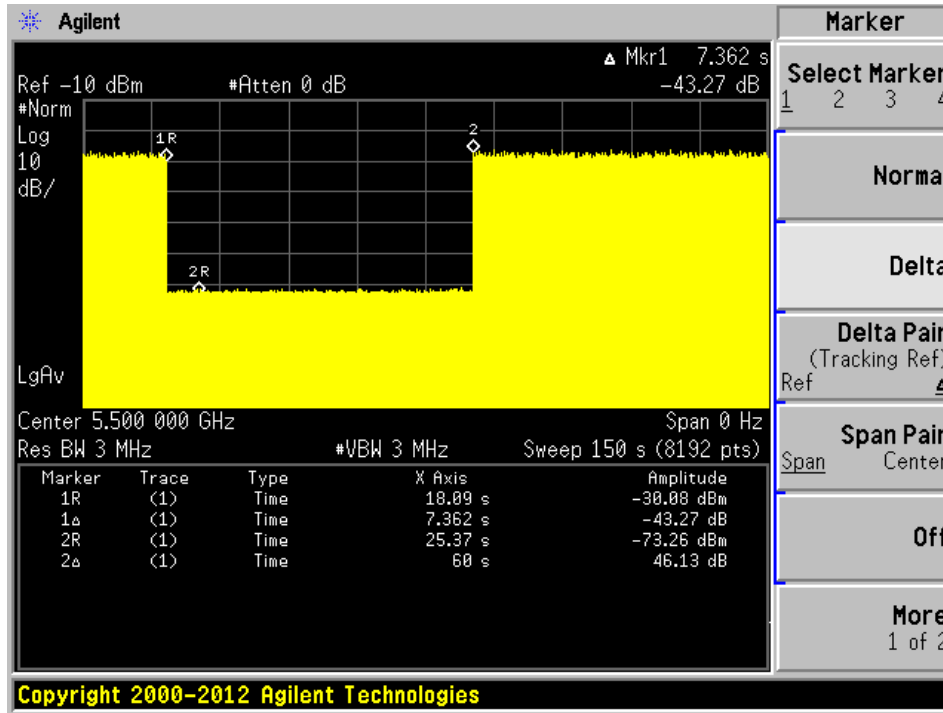 Agilent
Marker
Δ Mkr1 7.362 s
Ref -10 dBm #Atten 0 dB -43.27 dB
#Norm
Log
10
dB/
1R
2
2R
LgAv
Center 5.500 000 GHz Span 0 Hz
Res BW 3 MHz #VBW 3 MHz Sweep 150 s (8192 pts)
Marker Trace Type X Axis Amplitude
1R (1) Time 18.09 s -30.08 dBm
1Δ (1) Time 7.362 s -43.27 dB
2R (1) Time 25.37 s -73.26 dBm
2Δ (1) Time 60 s 46.13 dB
Select Marker
1 2 3 4
Norma
Delta
Delta Pair
(Tracking Ref)
Ref Δ
Span Pair
Span Center
Off
More
1 of 2
Copyright 2000-2012 Agilent Technologies